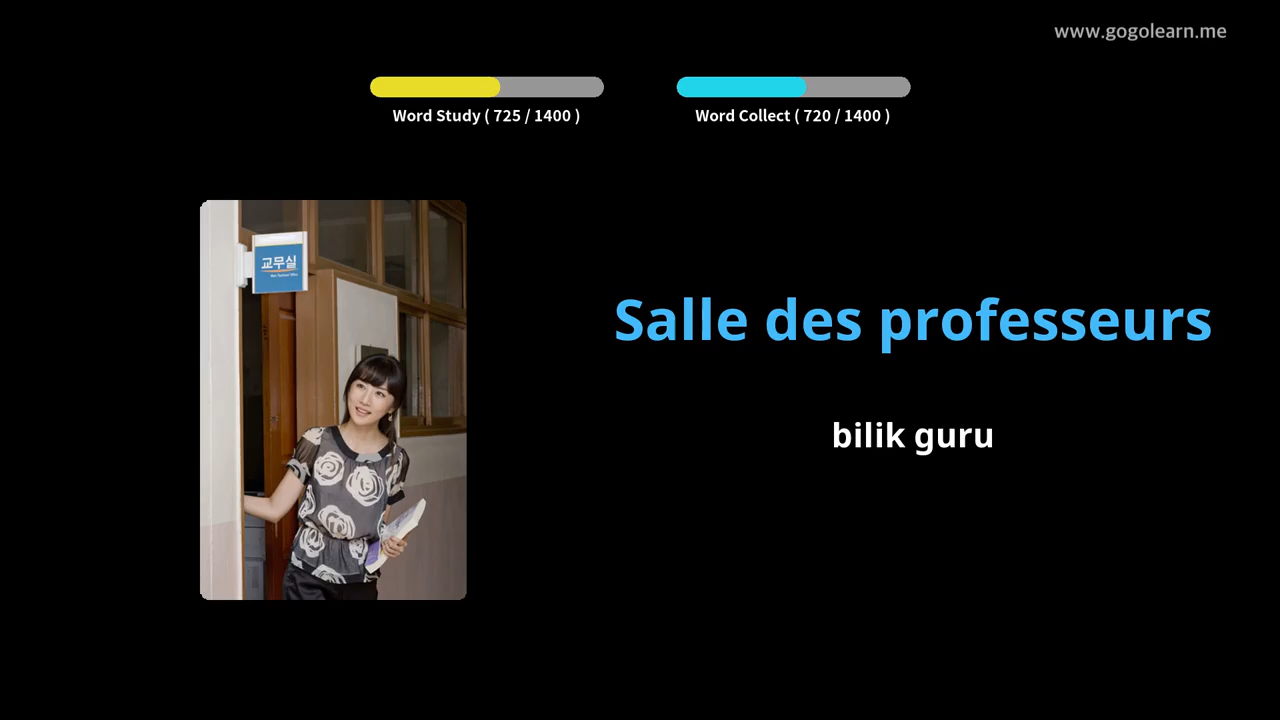 www.gogolearn.me
Word Study ( 725 / 1400 )
Word Collect ( 720 / 1400 )
교무실
Salle des professeurs
bilik guru